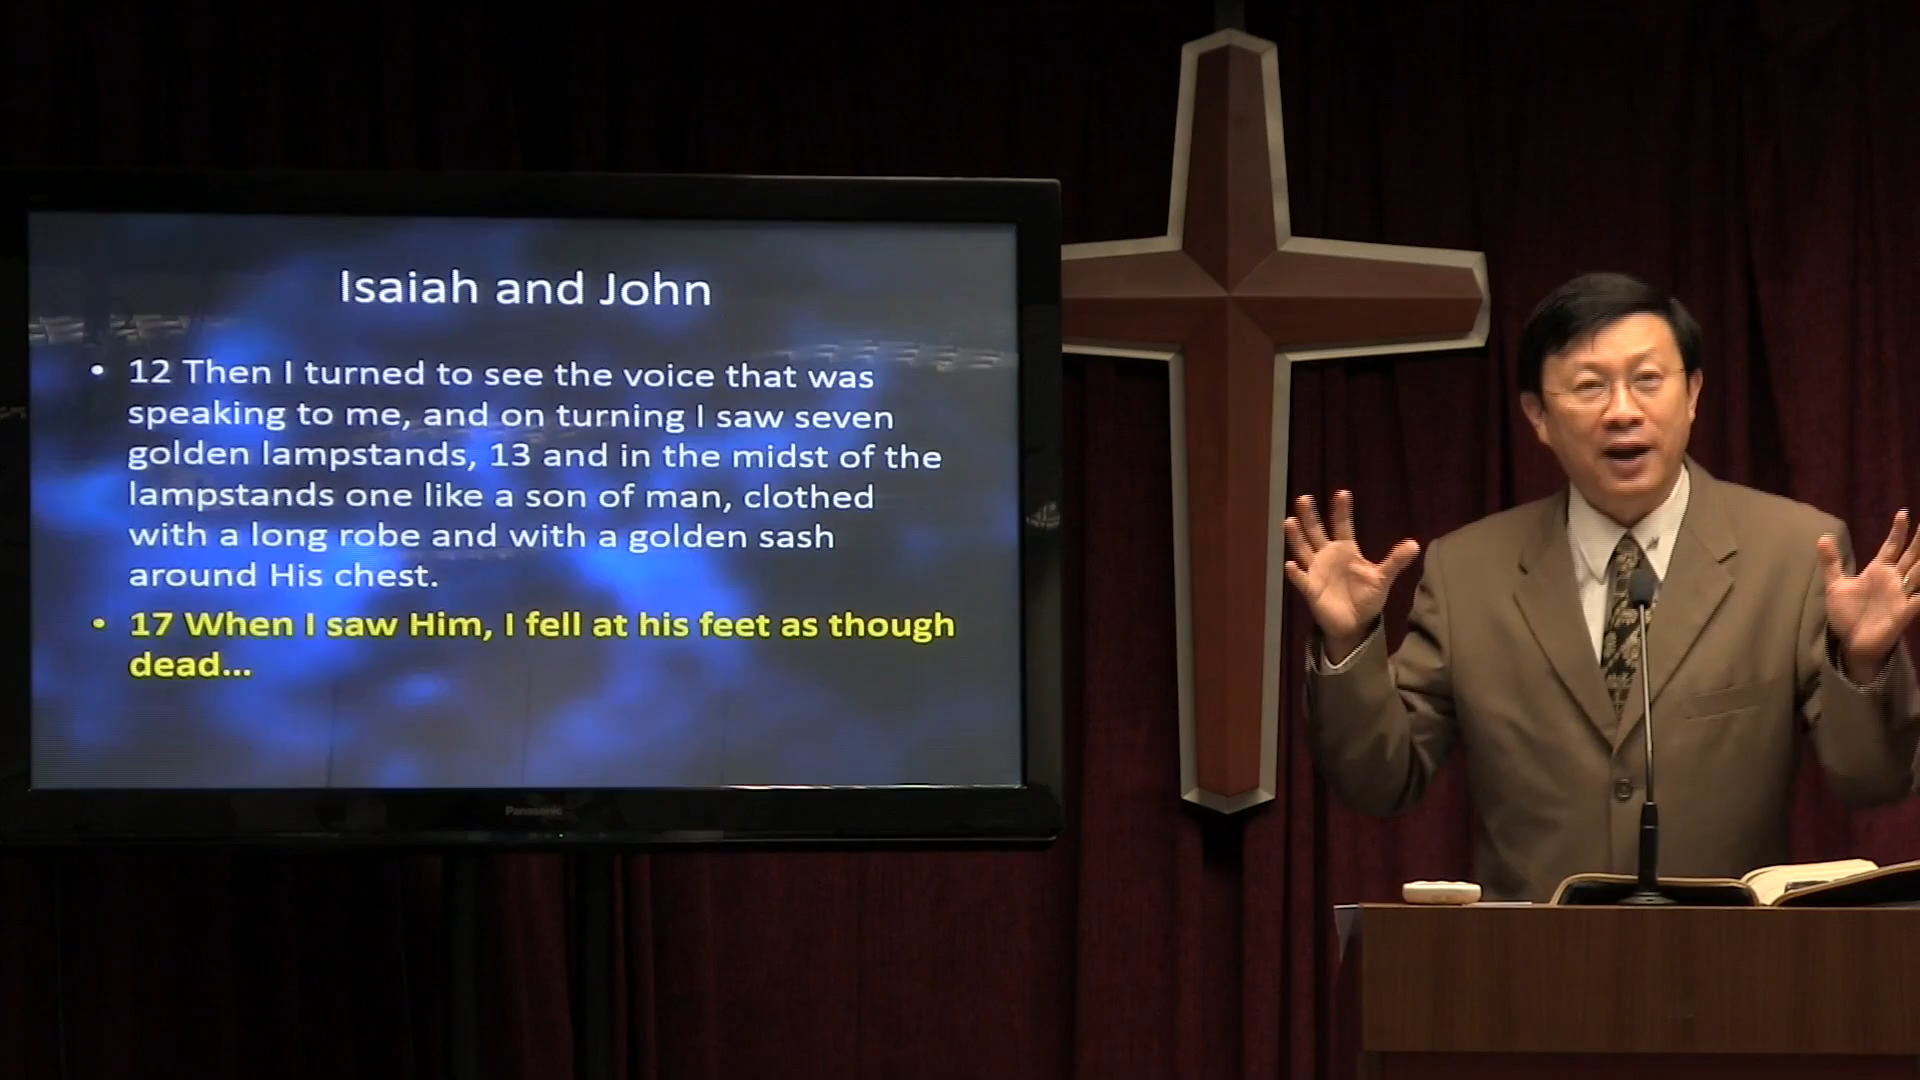 Isaiah and John
• 12 Then I turned to see the voice that was
speaking to me, and on turning I saw seven
golden lampstands, 13 and in the midst of the
lampstands one like a son of man, clothed
with a long robe and with a golden sash
around His chest.
• 17 When I saw Him, I fell at his feet as though
dead...
Panasonic